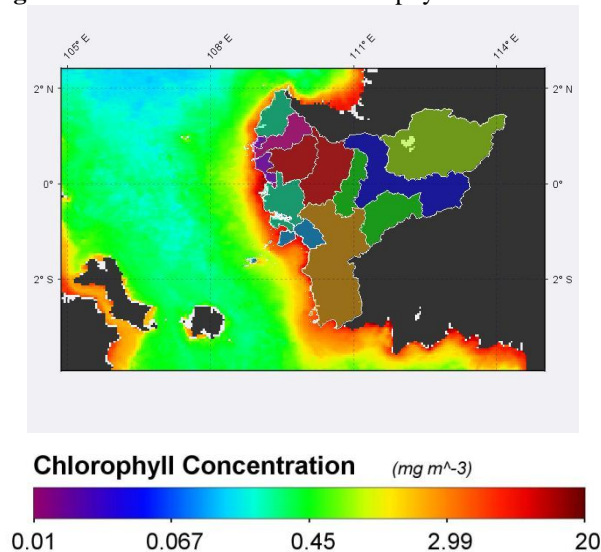 105° E 108° E 111° E 114° E
2° N 2° N
0° 0°
2° S 2° S
Chlorophyll Concentration (mg m^-3)
0.01 0.067 0.45 2.99 20